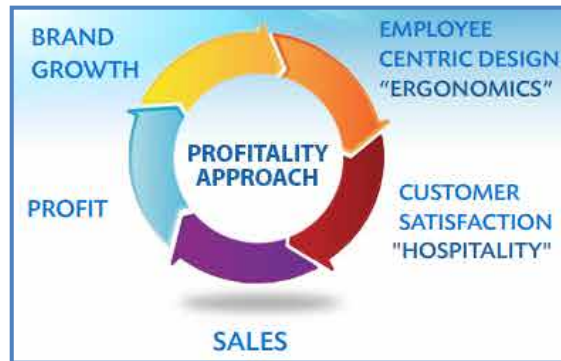 BRAND
GROWTH
EMPLOYEE
CENTRIC DESIGN
"ERGONOMICS"
PROFITALITY
APPROACH
PROFIT
CUSTOMER
SATISFACTION
"HOSPITALITY"
SALES